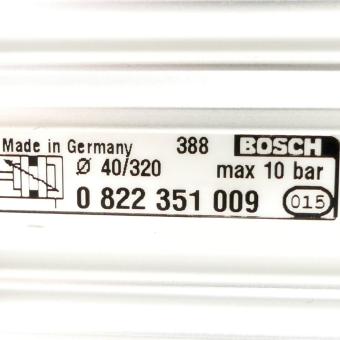 Made in Germany 388 BOSCH
Ø 40/320 max 10 bar
0 822 351 009 015